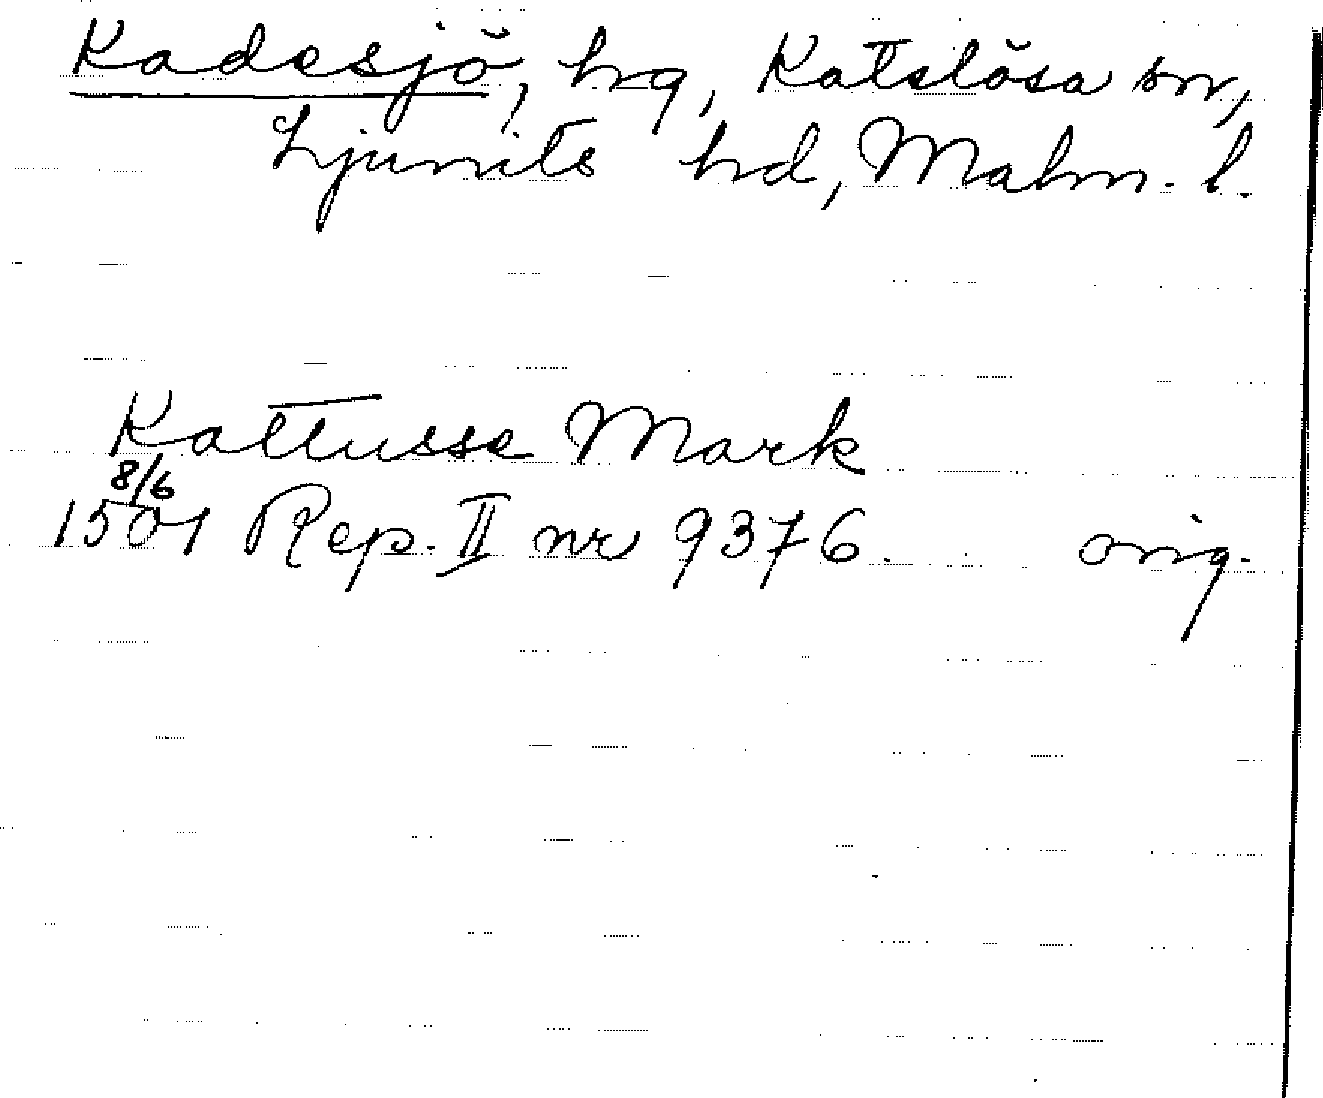 Kadesjö, hg, Katslösa sn,
Ljunits hd, Malm. l.
Kattusse Mark
8/6
1501 Rep. II nr 9376. orig.